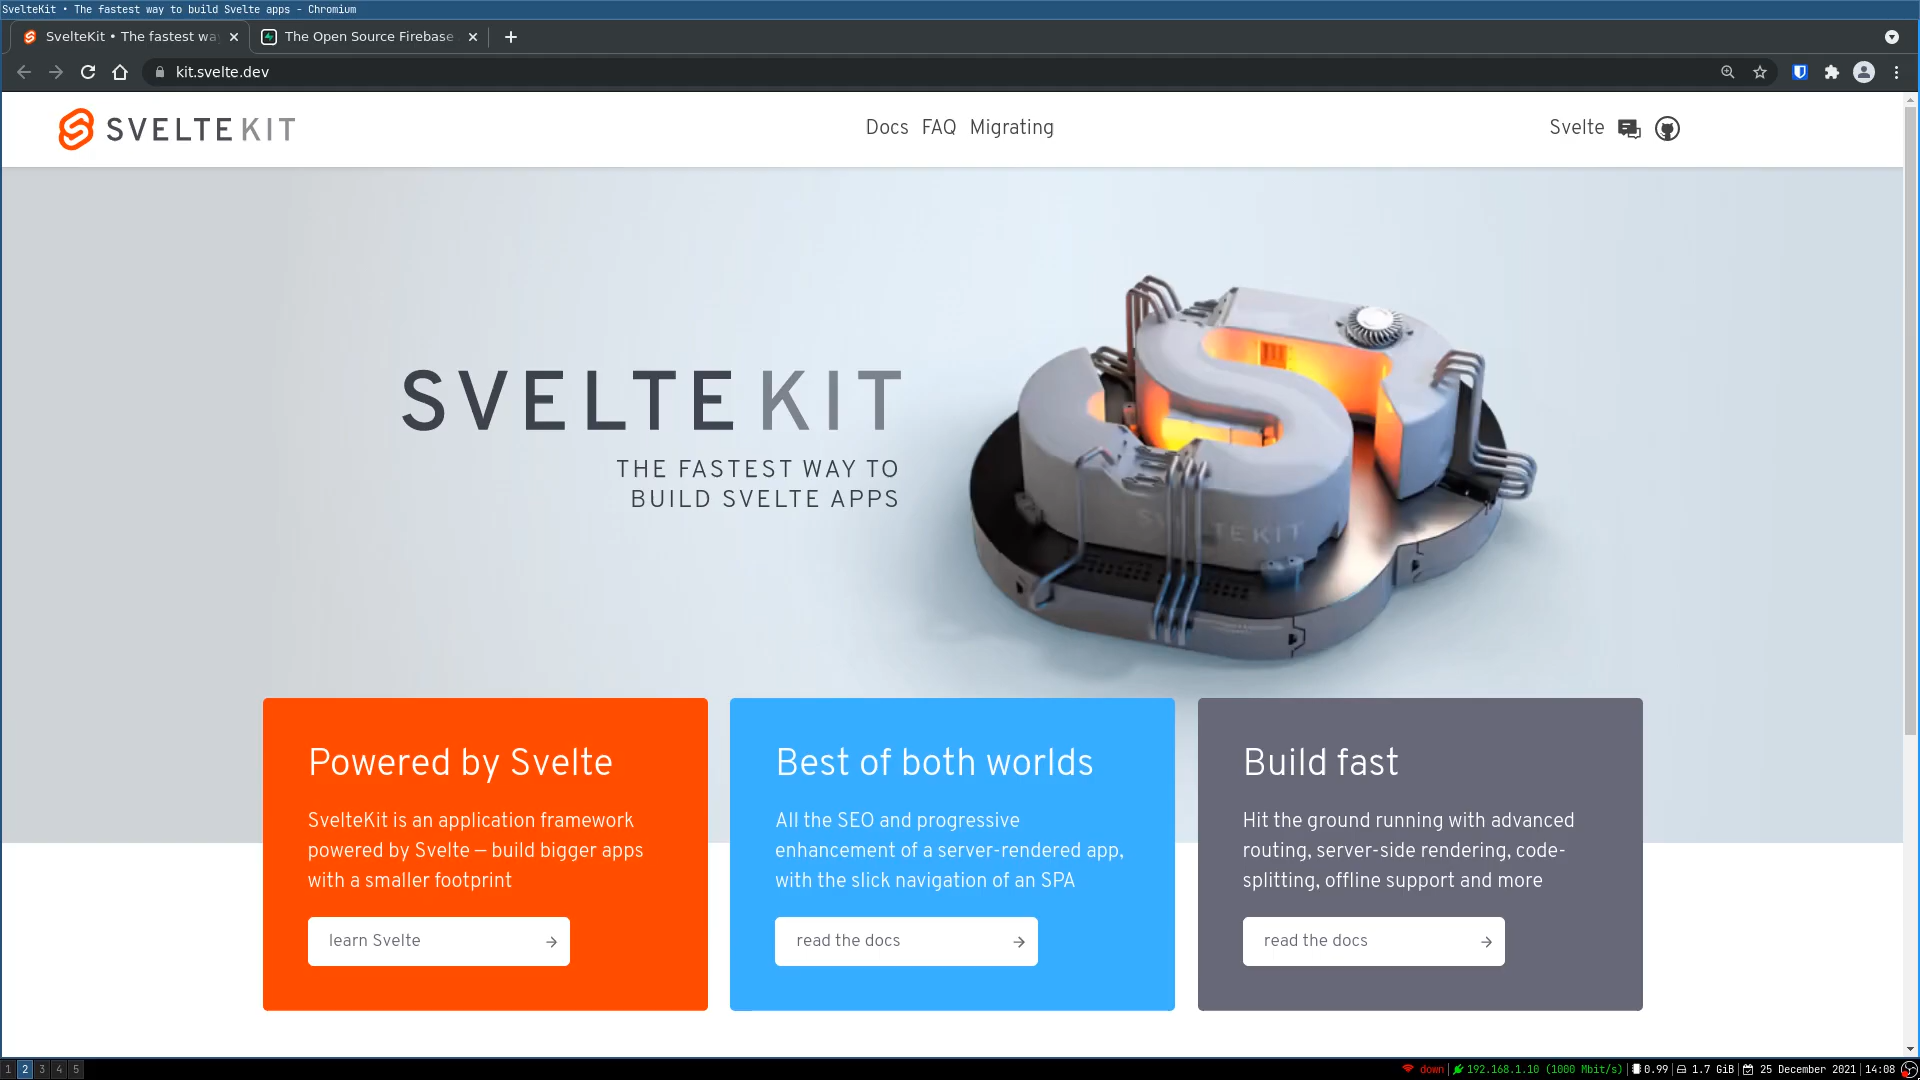 SvelteKit • The fastest way to build Svelte apps - Chromium
SvelteKit • The fastest wa
The Open Source Firebase
kit.svelte.dev
SVELTE KIT
Docs FAQ Migrating
Svelte
SVELTE KIT
THE FASTEST WAY TO
BUILD SVELTE APPS
SVELTEKIT
Powered by Svelte
SvelteKit is an application framework
powered by Svelte — build bigger apps
with a smaller footprint
learn Svelte
Best of both worlds
All the SEO and progressive
enhancement of a server-rendered app,
with the slick navigation of an SPA
read the docs
Build fast
Hit the ground running with advanced
routing, server-side rendering, code-
splitting, offline support and more
read the docs
1 2 3 4 5
down 192.168.1.10 (1000 Mbit/s) 0.99 1.7 GiB 25 December 2021 14:08